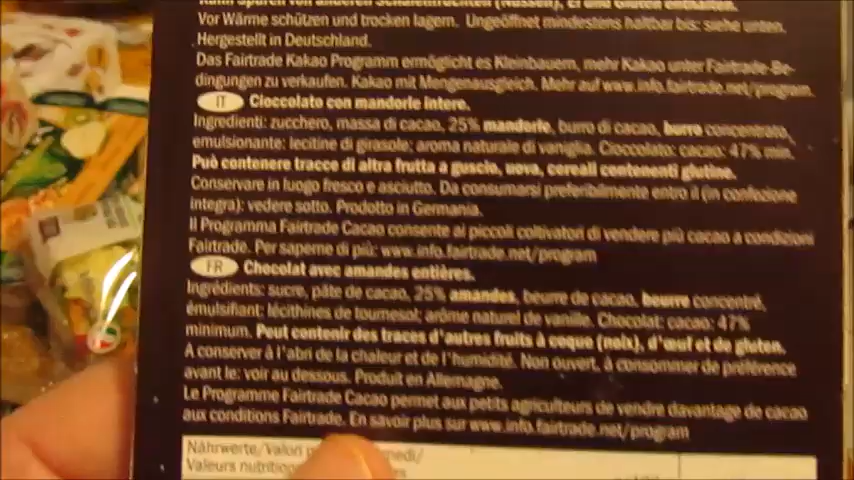 Kann Spuren von anderen Schalenfrüchten (Nüssen), Ei und Gluten enthalten.
Vor Wärme schützen und trocken lagern. Ungeöffnet mindestens haltbar bis: siehe unten.
Hergestellt in Deutschland.
Das Fairtrade Kakao Programm ermöglicht es Kleinbauern, mehr Kakao unter Fairtrade-Be-
dingungen zu verkaufen. Kakao mit Mengenausgleich. Mehr auf www.info.fairtrade.net/program.
IT Cioccolato con mandorle intere.
Ingredienti: zucchero, massa di cacao, 25% mandorle, burro di cacao, burro concentrato,
emulsionante: lecitine di girasole; aroma naturale di vaniglia. Cioccolato: cacao: 47% min.
Può contenere tracce di altra frutta a guscio, uova, cereali contenenti glutine.
Conservare in luogo fresco e asciutto. Da consumarsi preferibilmente entro il (in confezione
integra): vedere sotto. Prodotto in Germania.
Il Programma Fairtrade Cacao consente ai piccoli coltivatori di vendere più cacao a condizioni
Fairtrade. Per saperne di più: www.info.fairtrade.net/program
FR Chocolat avec amandes entières.
Ingrédients: sucre, pâte de cacao, 25% amandes, beurre de cacao, beurre concentré,
émulsifiant: lécithines de tournesol; arôme naturel de vanille. Chocolat: cacao: 47%
minimum. Peut contenir des traces d'autres fruits à coque (noix), d'œuf et de gluten.
A conserver à l'abri de la chaleur et de l'humidité. Non ouvert, à consommer de préférence
avant le: voir au dessous. Produit en Allemagne.
Le Programme Fairtrade Cacao permet aux petits agriculteurs de vendre davantage de cacao
aux conditions Fairtrade. En savoir plus sur www.info.fairtrade.net/program
Nährwerte/Valori
Valeurs